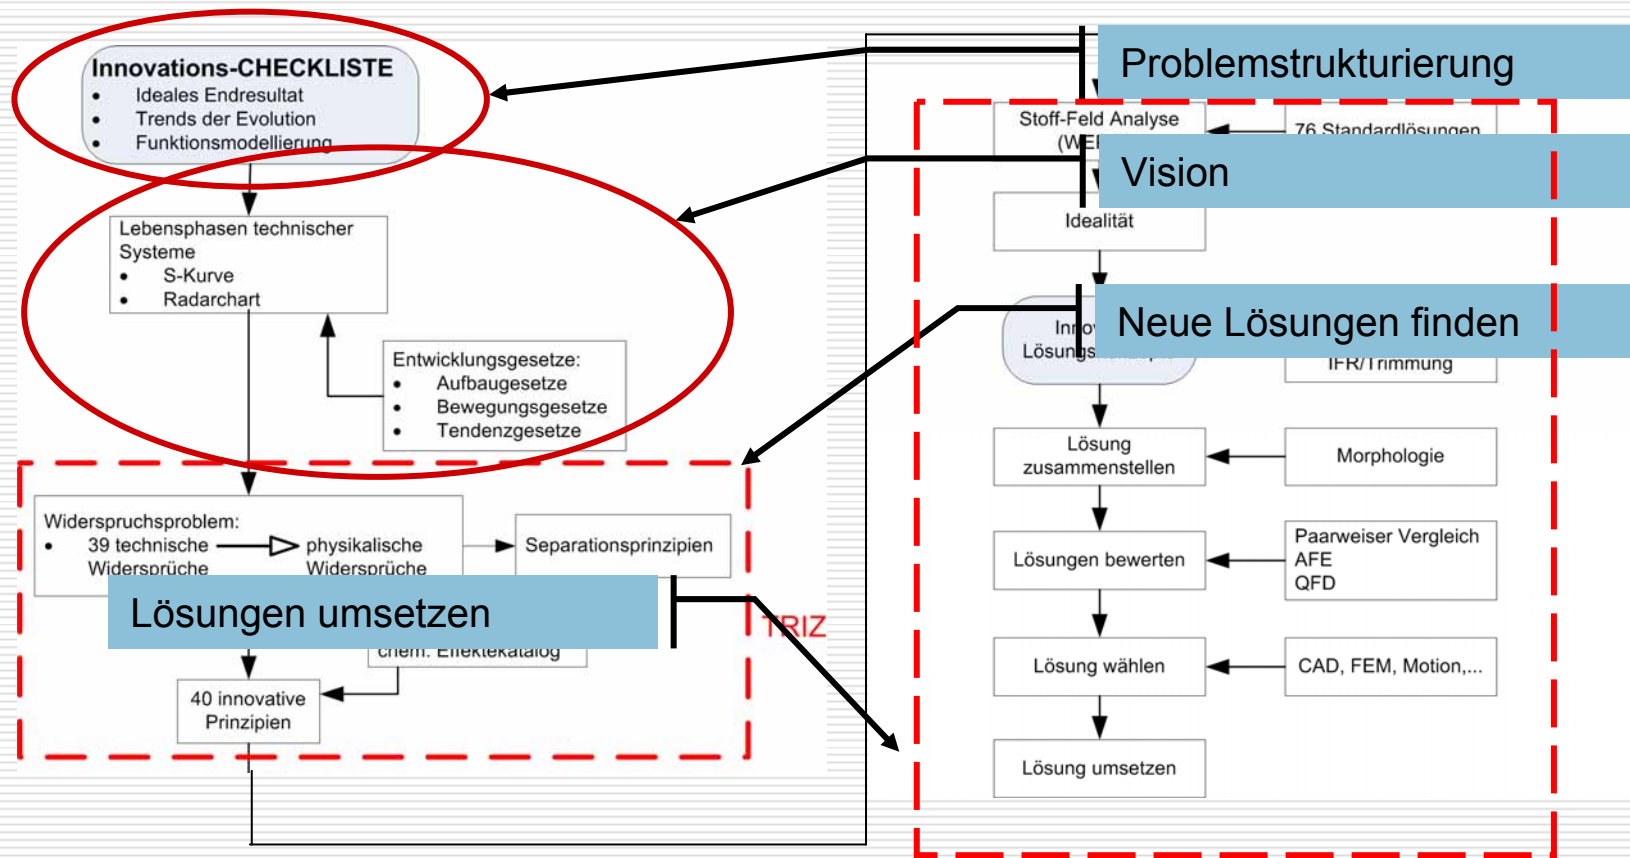 Innovations-CHECKLISTE
• Ideales Endresultat
• Trends der Evolution
• Funktionsmodellierung
Lebensphasen technischer
Systeme
• S-Kurve
• Radarchart
Entwicklungsgesetze:
• Aufbaugesetze
• Bewegungsgesetze
• Tendenzgesetze
Widerspruchsproblem:
• 39 technische
Widersprüche
physikalische
Widersprüche
Separationsprinzipien
Lösungen umsetzen
TRIZ
chem. Effektekatalog
40 innovative
Prinzipien
Problemstrukturierung
Stoff-Feld Analyse
76 Standardlösungen
Vision
Idealität
Neue Lösungen finden
IFR/Trimmung
Lösung
zusammenstellen
Morphologie
Lösungen bewerten
Paarweiser Vergleich
AFE
QFD
Lösung wählen
CAD, FEM, Motion,...
Lösung umsetzen